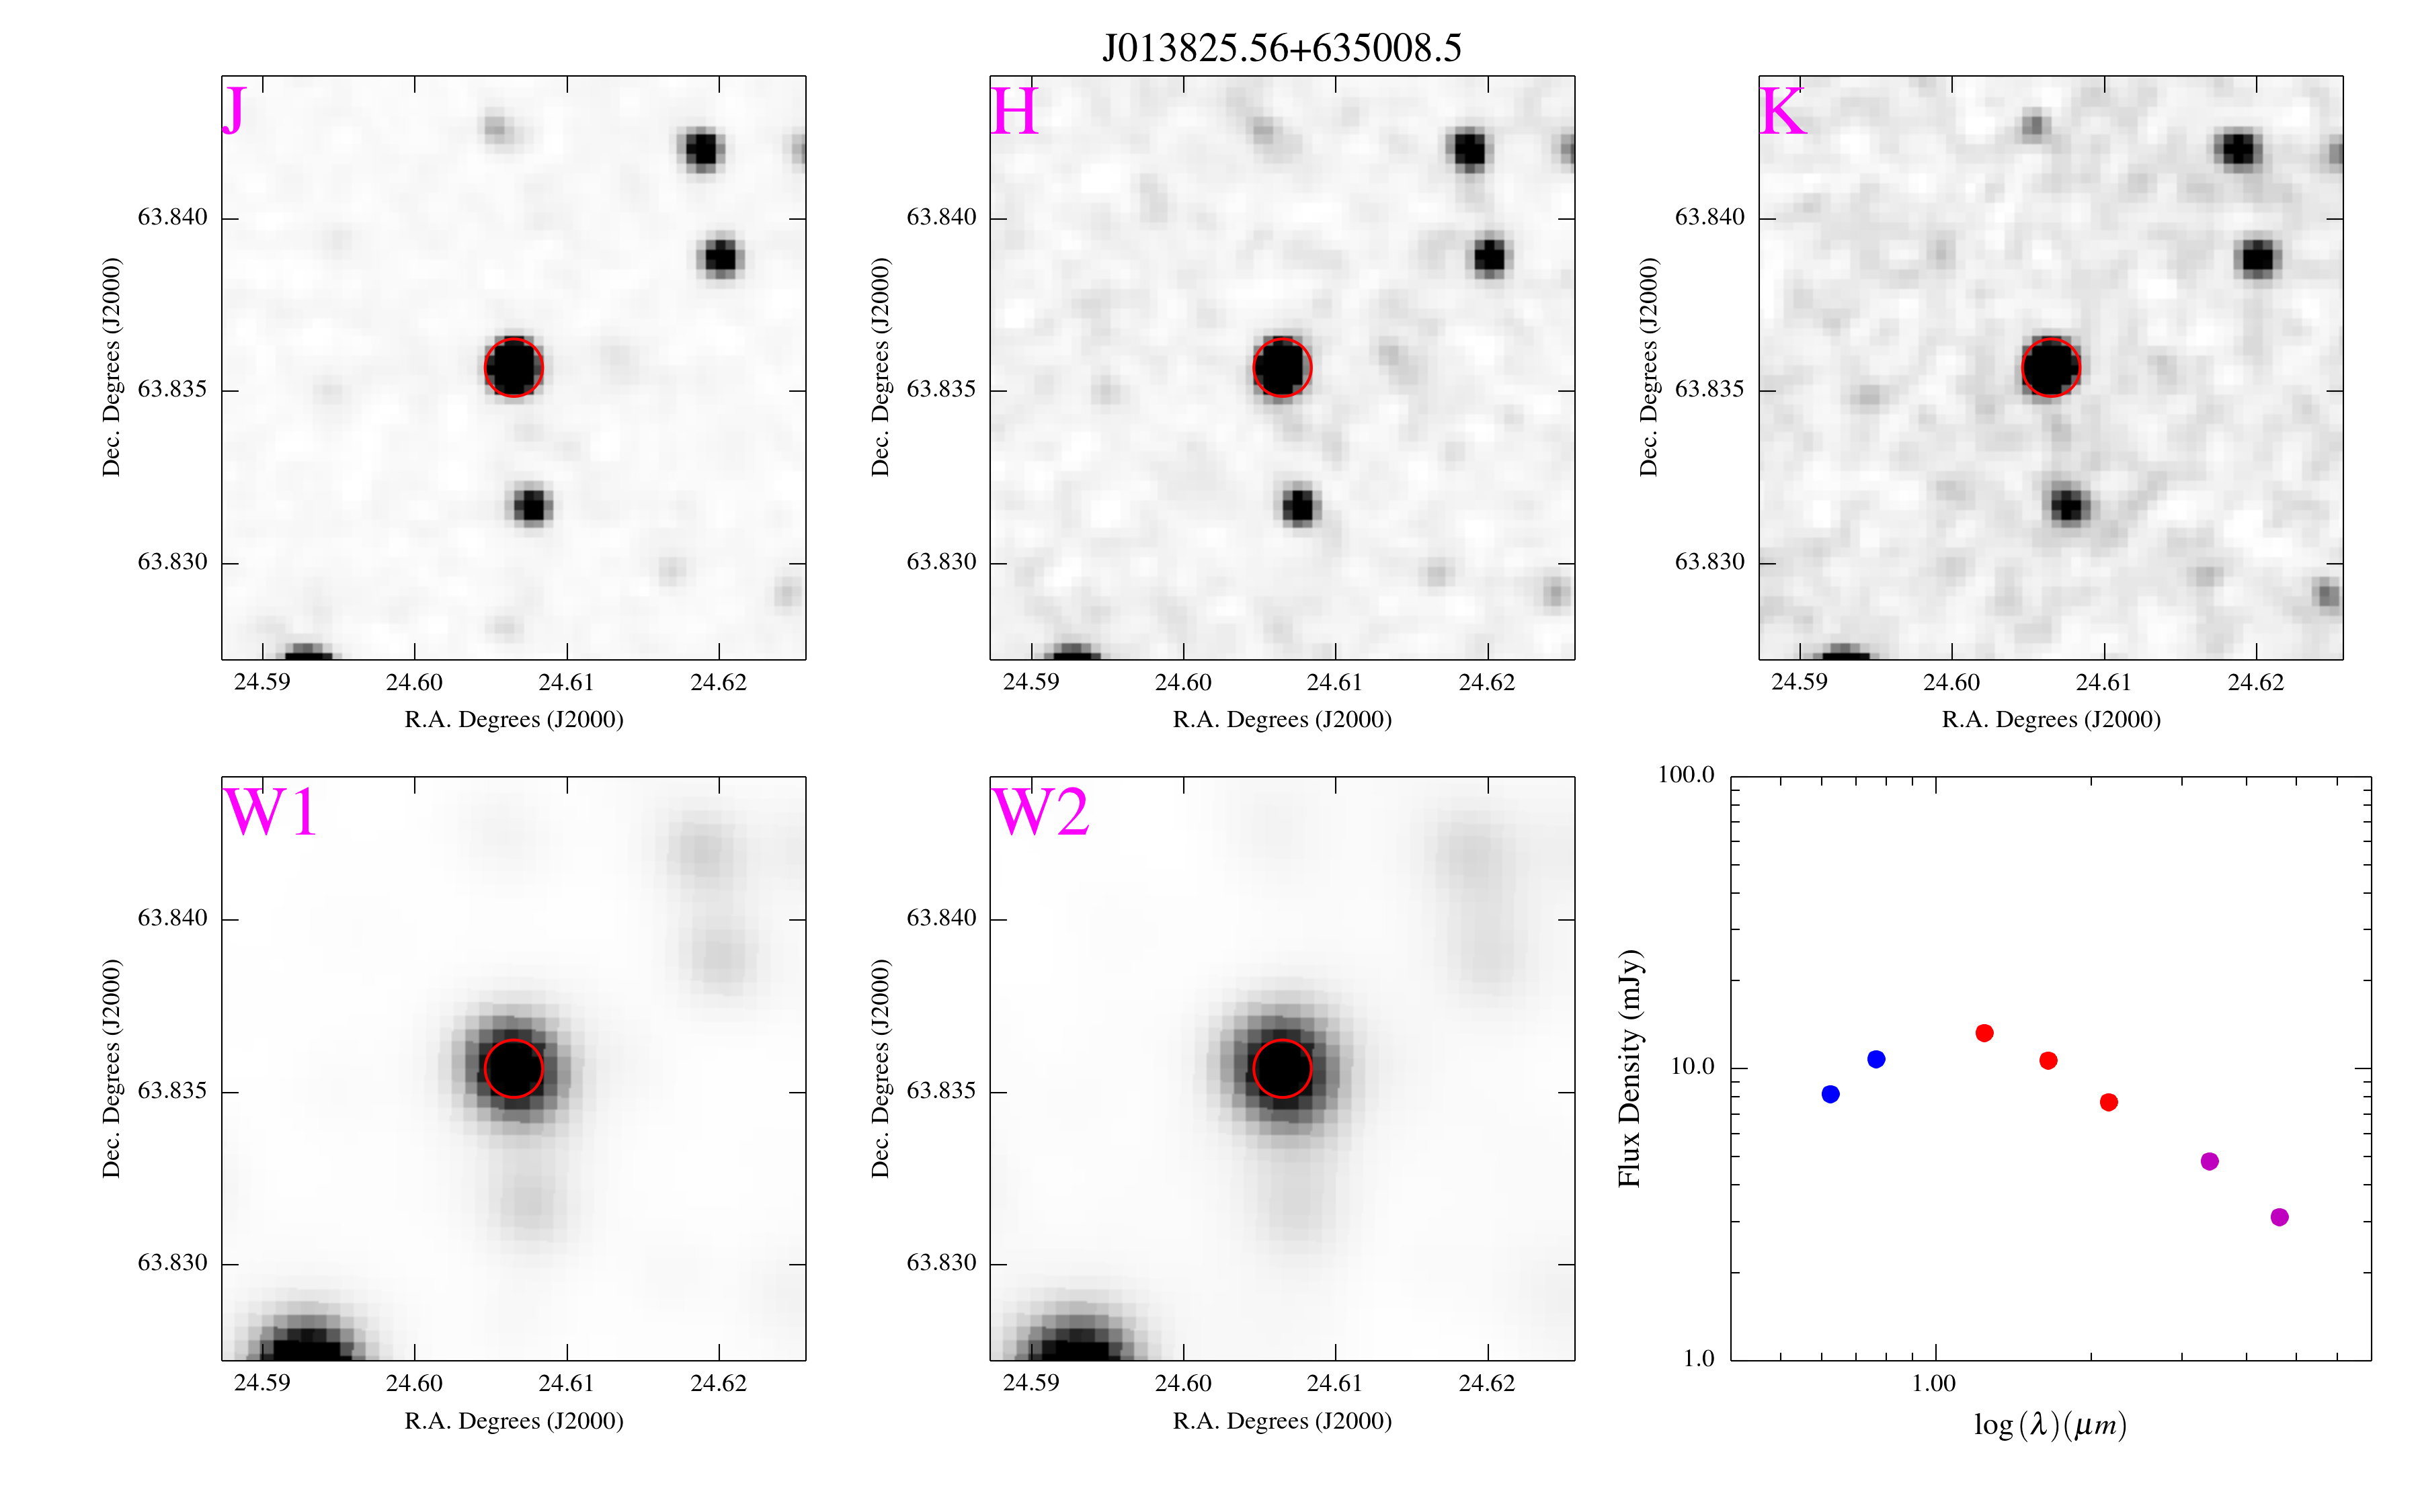 J013825.56+635008.5
J
H
K
63.840
63.835
63.830
Dec. Degrees (J2000)
24.59 24.60 24.61 24.62
R.A. Degrees (J2000)
63.840
63.835
63.830
Dec. Degrees (J2000)
24.59 24.60 24.61 24.62
R.A. Degrees (J2000)
63.840
63.835
63.830
Dec. Degrees (J2000)
24.59 24.60 24.61 24.62
R.A. Degrees (J2000)
W1
63.840
63.835
63.830
Dec. Degrees (J2000)
24.59 24.60 24.61 24.62
R.A. Degrees (J2000)
W2
63.840
63.835
63.830
Dec. Degrees (J2000)
24.59 24.60 24.61 24.62
R.A. Degrees (J2000)
100.0
10.0
1.0
Flux Density (mJy)
1.00
log(λ)(μm)